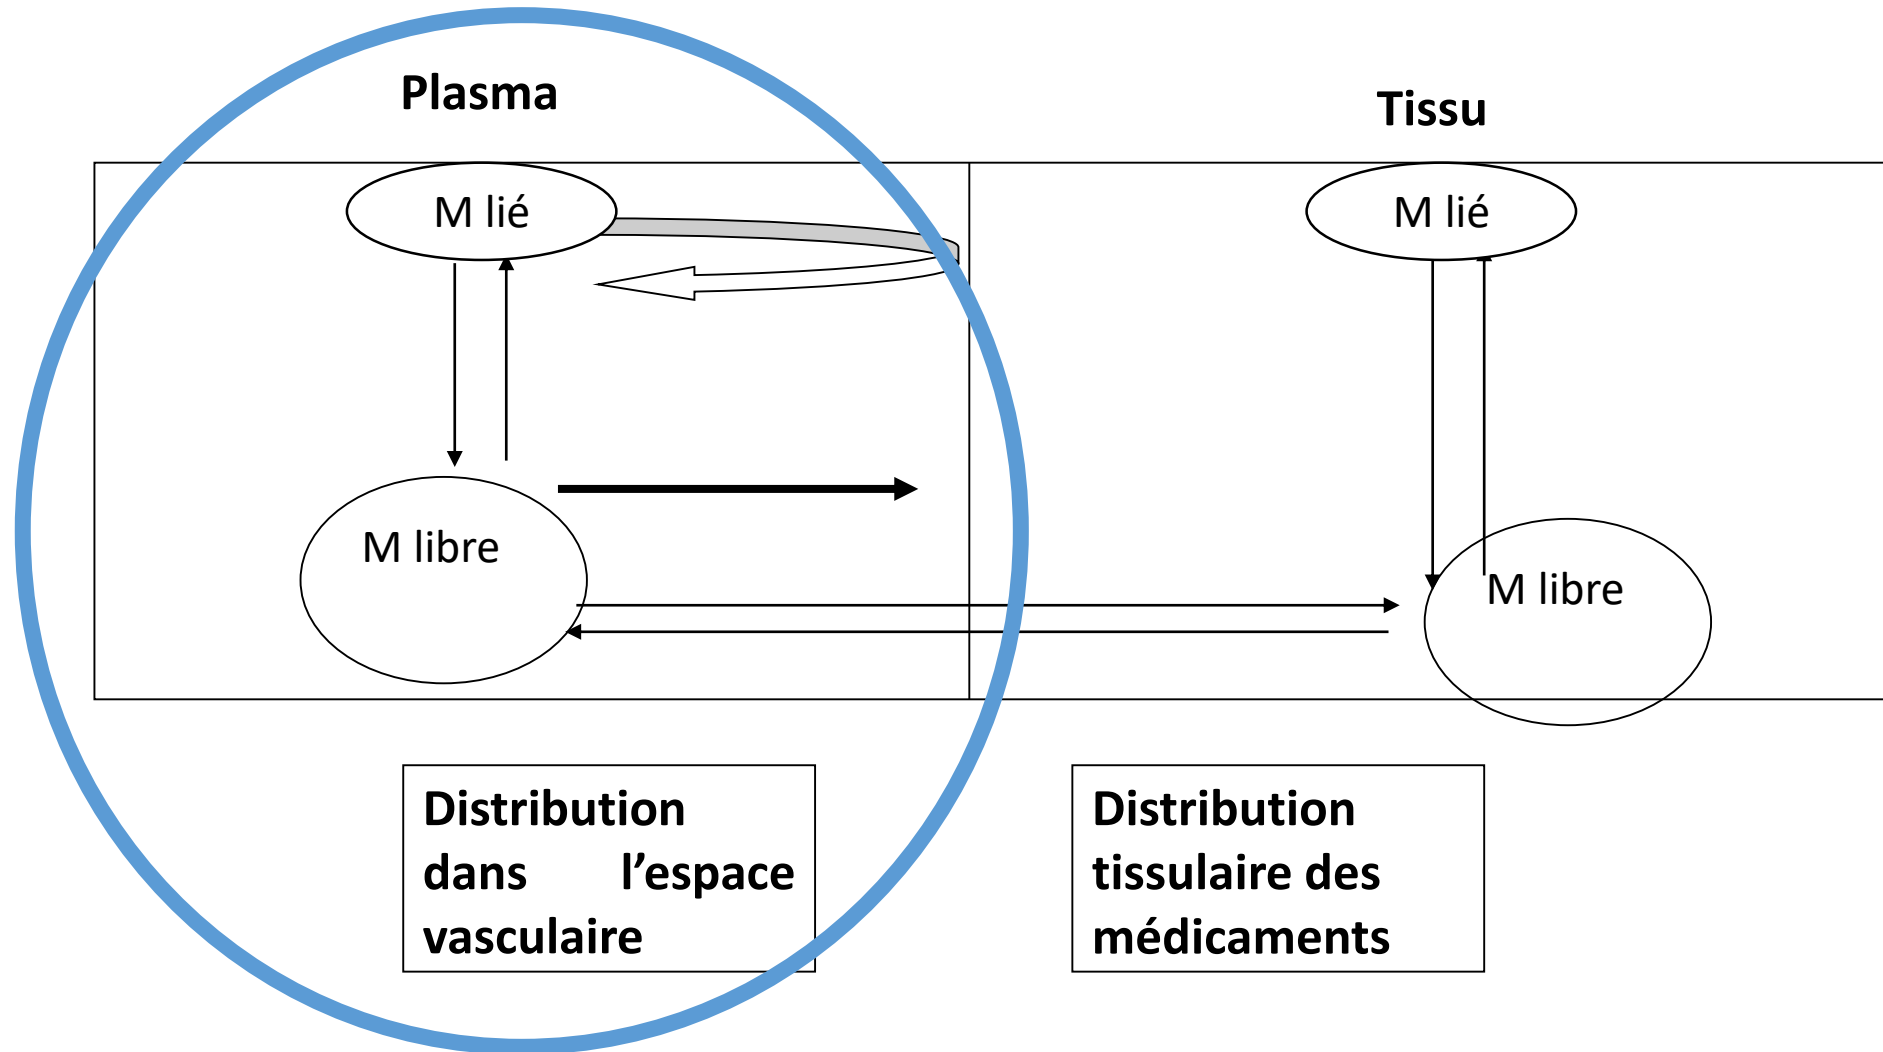 Plasma
Tissu
M lié
M lié
M libre
M libre
Distribution
dans l’espace
vasculaire
Distribution
tissulaire des
médicaments